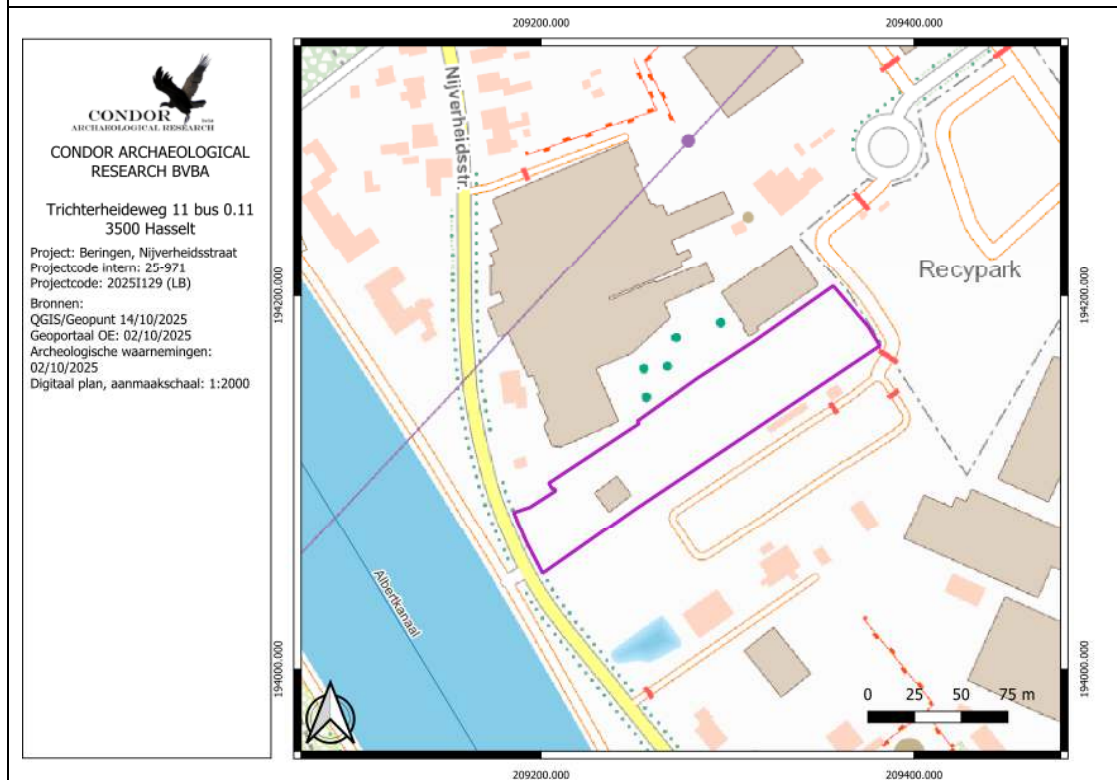 CONDOR bvba
ARCHAEOLOGICAL RESEARCH
CONDOR ARCHAEOLOGICAL
RESEARCH BVBA
Trichterheideweg 11 bus 0.11
3500 Hasselt
Project: Beringen, Nijverheidsstraat
Projectcode intern: 25-971
Projectcode: 2025I129 (LB)
Bronnen:
QGIS/Geopunt 14/10/2025
Geoportaal OE: 02/10/2025
Archeologische waarnemingen:
02/10/2025
Digitaal plan, aanmaakschaal: 1:2000
209200.000
209400.000
Nijverheidsstr.
194200.000
Recypark
194200.000
Albertkanaal
194000.000
0 25 50 75 m
194000.000
209200.000
209400.000